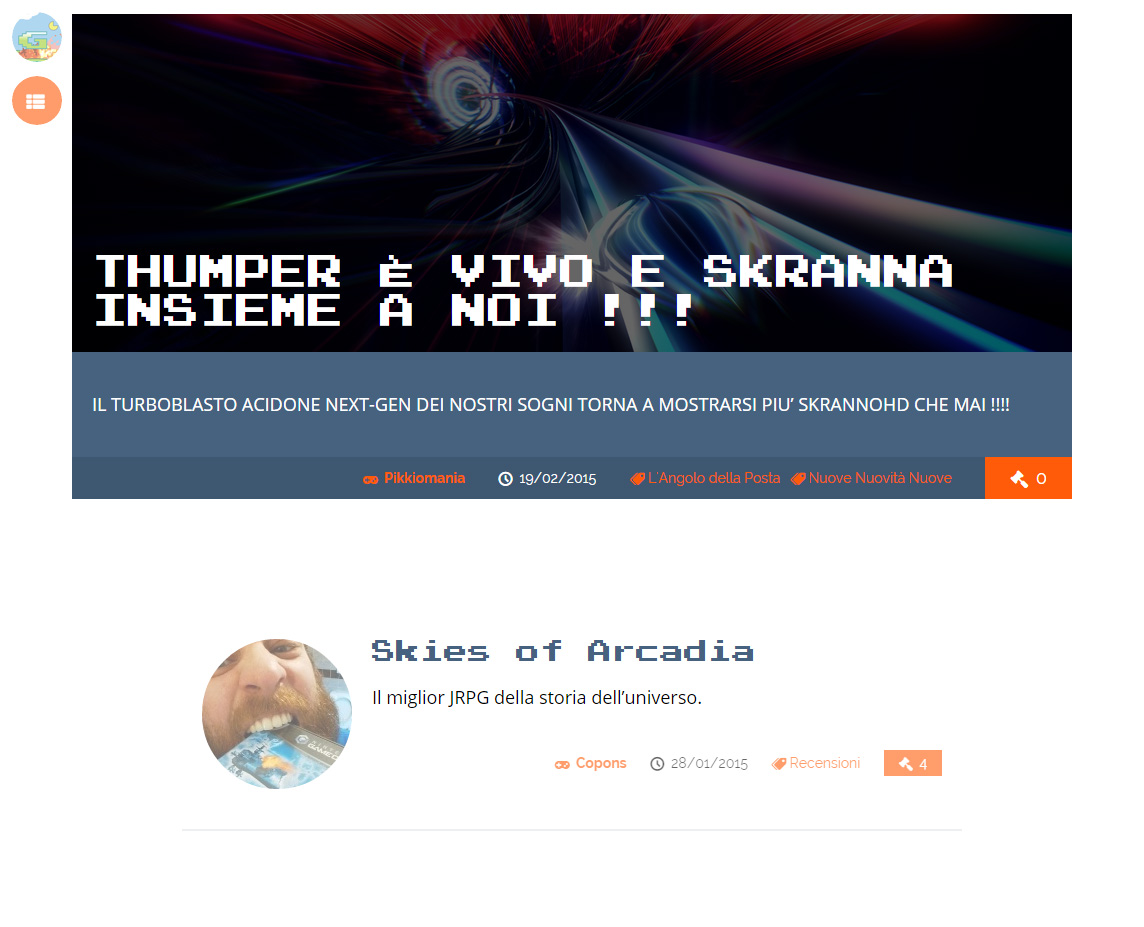 THUMPER È VIVO E SKRANNA
INSIEME A NOI !!!
IL TURBOBLASTO ACIDONE NEXT-GEN DEI NOSTRI SOGNI TORNA A MOSTRARSI PIU’ SKRANNOHD CHE MAI !!!!
Pikkiomania 19/02/2015 L'Angolo della Posta Nuove Nuovità Nuove 0
Skies of Arcadia
Il miglior JRPG della storia dell’universo.
Copons 28/01/2015 Recensioni 4